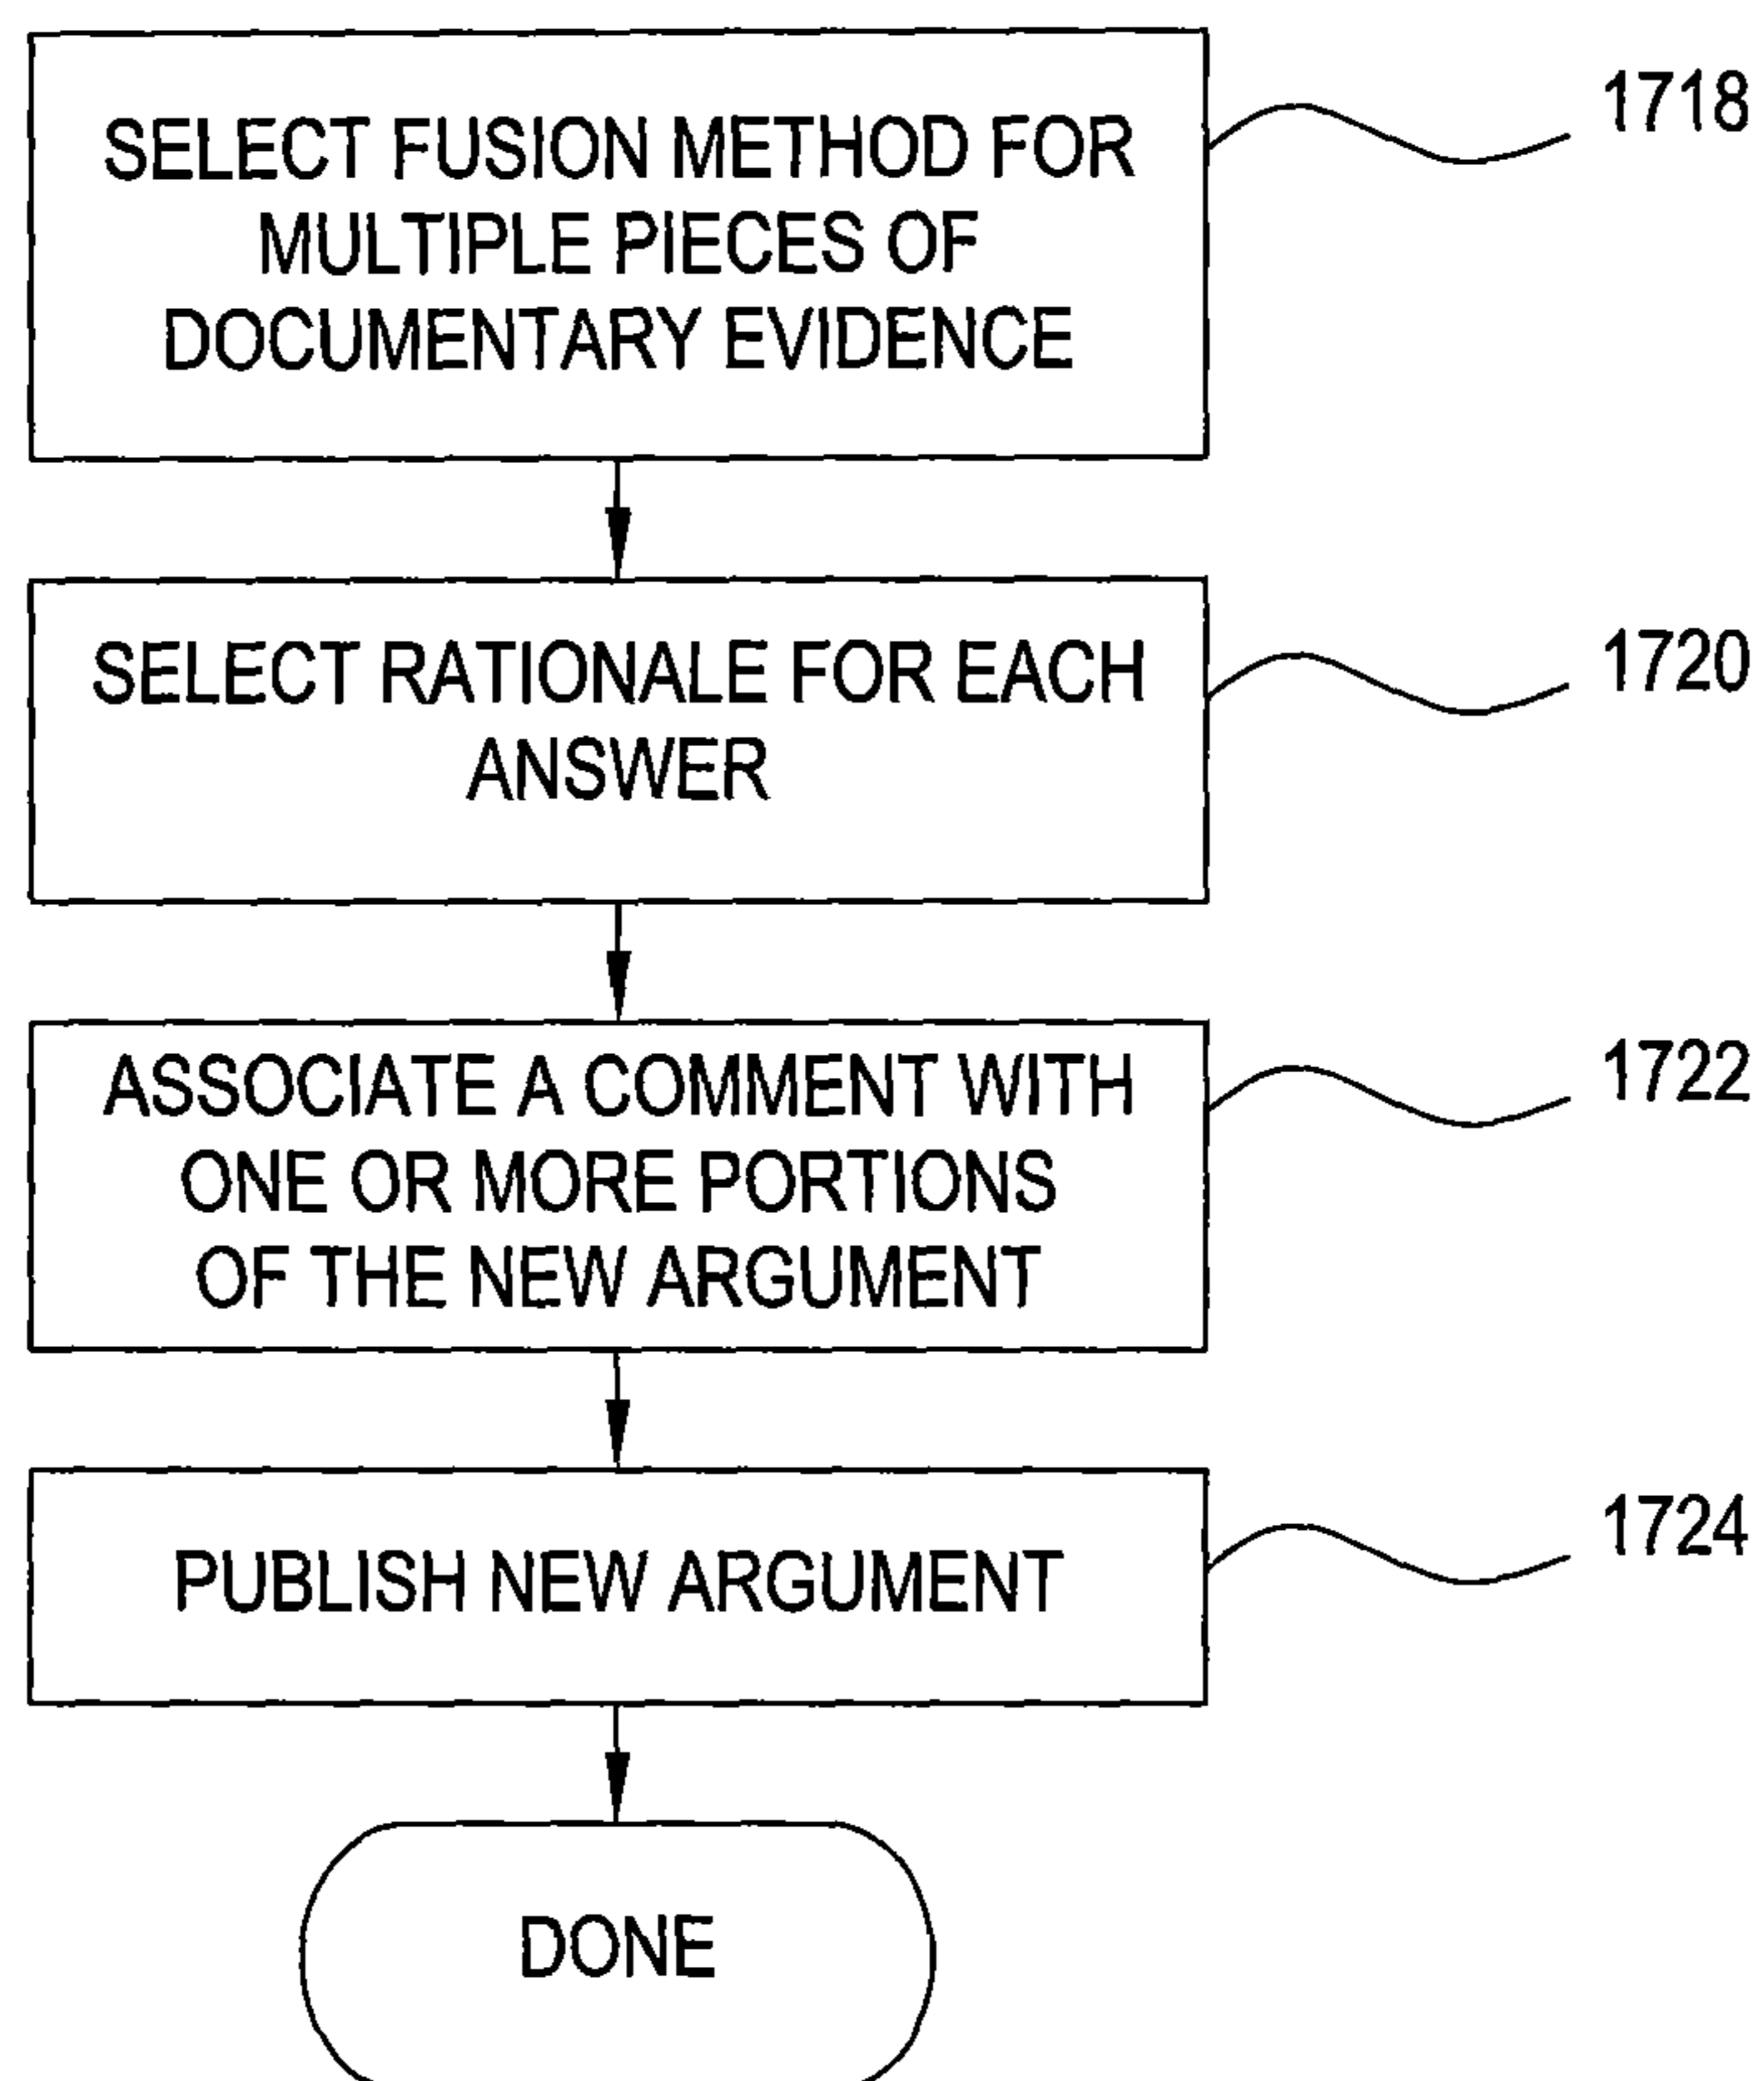 SELECT FUSION METHOD FOR
MULTIPLE PIECES OF
DOCUMENTARY EVIDENCE
1718
SELECT RATIONALE FOR EACH
ANSWER
1720
ASSOCIATE A COMMENT WITH
ONE OR MORE PORTIONS
OF THE NEW ARGUMENT
1722
PUBLISH NEW ARGUMENT
1724
DONE